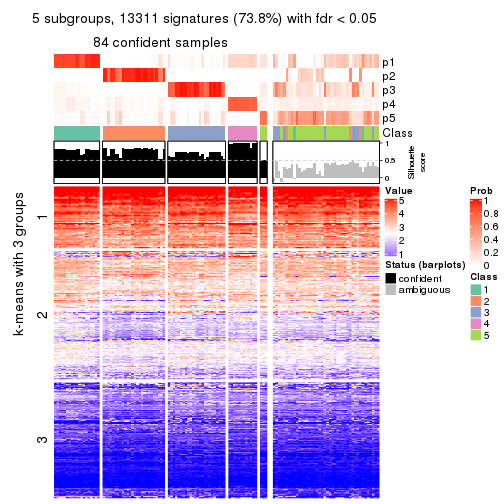 5 subgroups, 13311 signatures (73.8%) with fdr < 0.05
84 confident samples
p1
p2
p3
p4
p5
Class
1
0.5
0
Silhouette
score
k-means with 3 groups
1
2
3
Value
5
4
3
2
1
Status (barplots)
confident
ambiguous
Prob
1
0.8
0.6
0.4
0.2
0
Class
1
2
3
4
5